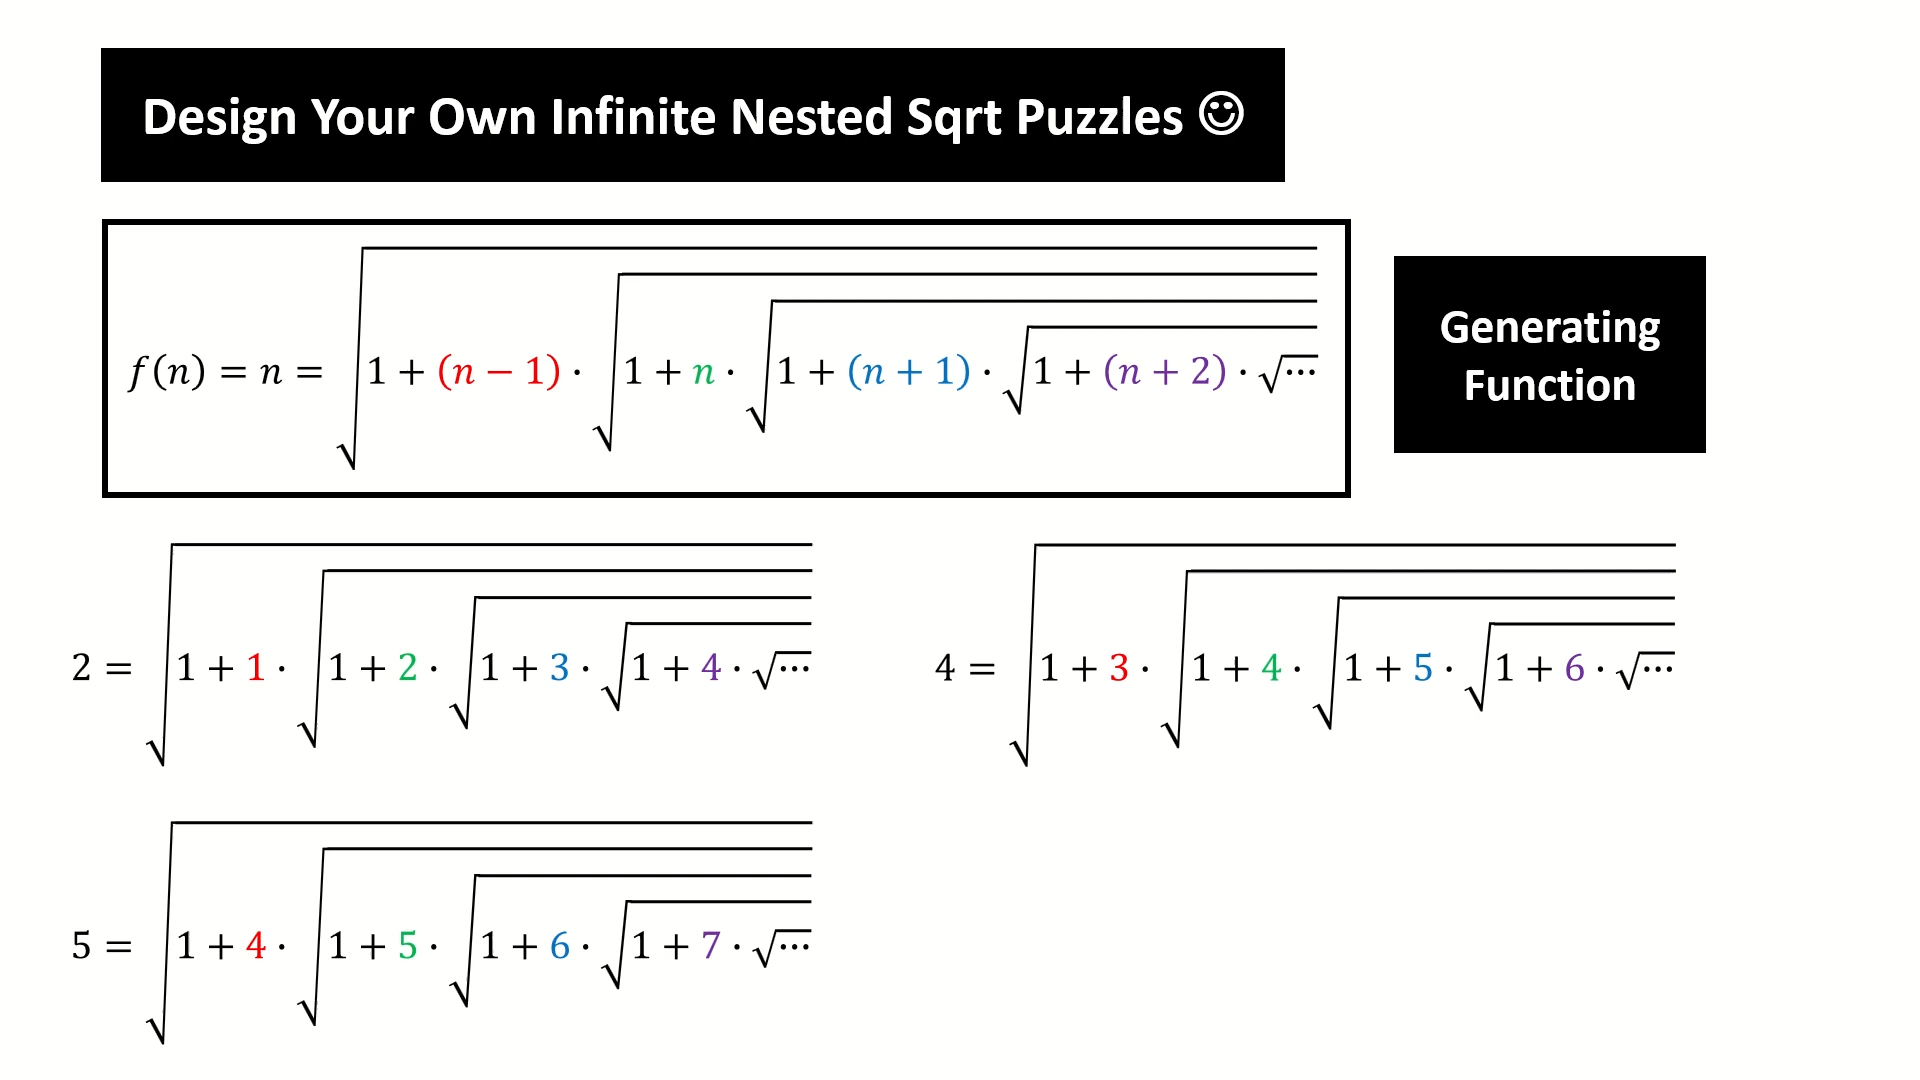 Design Your Own Infinite Nested Sqrt Puzzles ☺
f(n) = n = √(1 + (n − 1) · √(1 + n · √(1 + (n + 1) · √(1 + (n + 2) · √⋯))))
Generating
Function
2 = √(1 + 1 · √(1 + 2 · √(1 + 3 · √(1 + 4 · √⋯))))
4 = √(1 + 3 · √(1 + 4 · √(1 + 5 · √(1 + 6 · √⋯))))
5 = √(1 + 4 · √(1 + 5 · √(1 + 6 · √(1 + 7 · √⋯))))